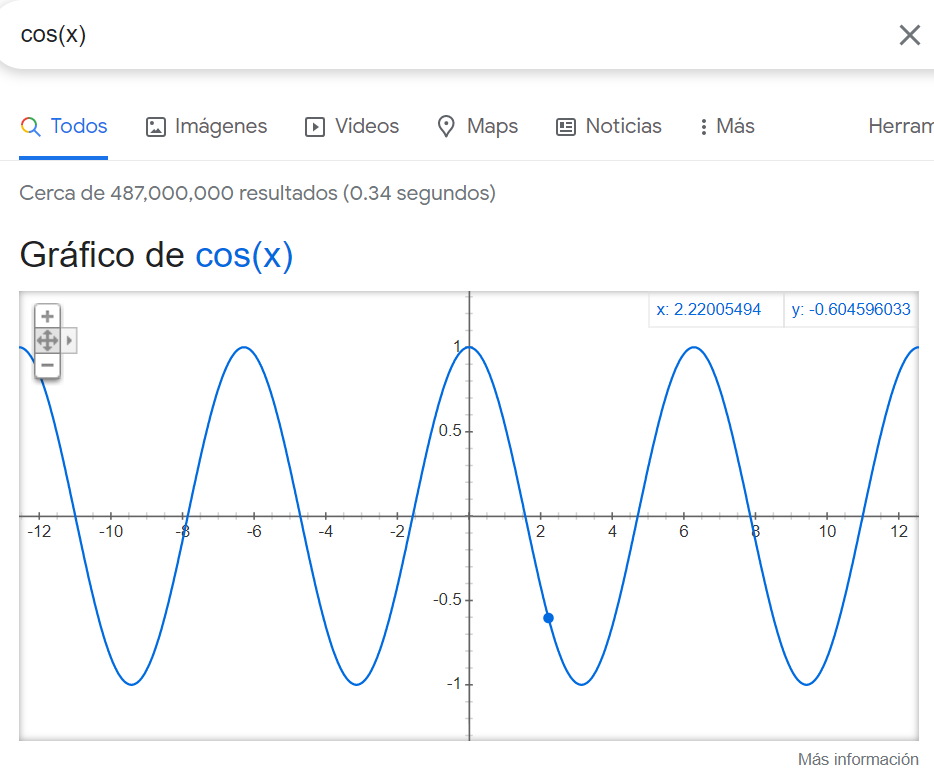 cos(x)
Todos Imágenes Videos Maps Noticias Más Herram
Cerca de 487,000,000 resultados (0.34 segundos)
Gráfico de cos(x)
x: 2.22005494 y: -0.604596033
1
0.5
-12 -10 -8 -6 -4 -2 2 4 6 8 10 12
-0.5
-1
Más información